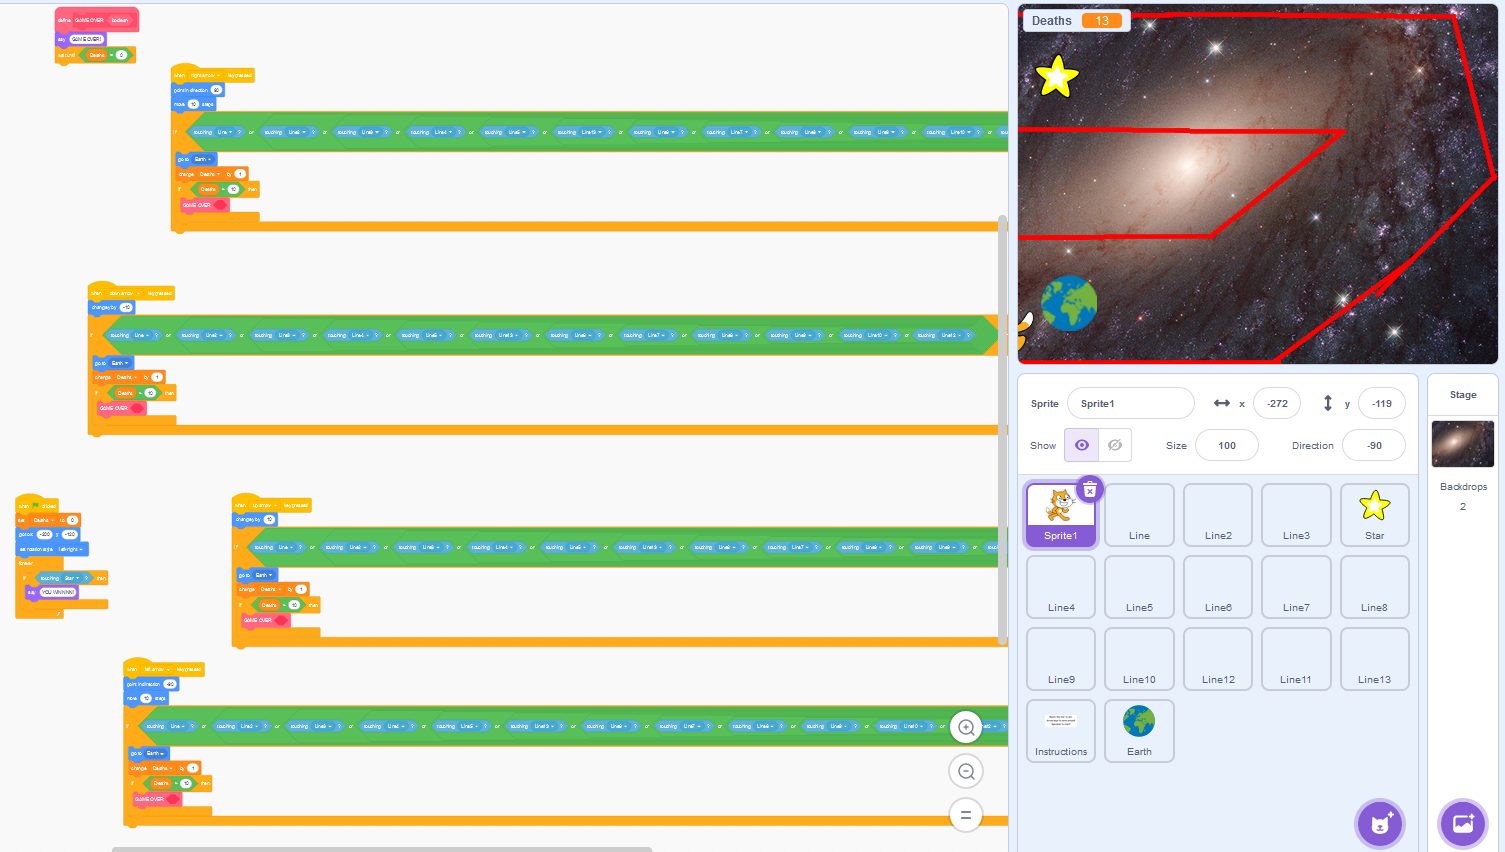 define GAME OVER boolean
say GAME OVER!
wait until Deaths = 0
when right arrow key pressed
point in direction 90
move 10 steps
if touching Line ? or touching Line2 ? or touching Line3 ? or touching Line4 ? or touching Line5 ? or touching Line13 ? or touching Line6 ? or touching Line7 ? or touching Line8 ? or touching Line9 ? or touching Line10 ? or
go to Earth
change Deaths by 1
if Deaths = 10 then
GAME OVER
when down arrow key pressed
change y by -10
if touching Line ? or touching Line2 ? or touching Line3 ? or touching Line4 ? or touching Line5 ? or touching Line13 ? or touching Line6 ? or touching Line7 ? or touching Line8 ? or touching Line9 ? or touching Line10 ? or touching Line12 ?
go to Earth
change Deaths by 1
if Deaths = 10 then
GAME OVER
when clicked
set Deaths to 0
go to x: -200 y: -120
set rotation style left-right
forever
if touching Star ? then
say
when up arrow key pressed
change y by 10
if touching Line ? or touching Line2 ? or touching Line3 ? or touching Line4 ? or touching Line5 ? or touching Line13 ? or touching Line6 ? or touching Line7 ? or touching Line8 ? or touching Line9 ? or
go to Earth
change Deaths by 1
if Deaths = 10 then
GAME OVER
when left arrow key pressed
point in direction -90
move 10 steps
if touching Line ? or touching Line2 ? or touching Line3 ? or touching Line4 ? or touching Line5 ? or touching Line13 ? or touching Line6 ? or touching Line7 ? or touching Line8 ? or touching Line9 ? or touching Line10 ? or
go to Earth
change Deaths by 1
if Deaths = 10 then
GAME OVER
Deaths 13
Sprite Sprite1 x -272 y -119
Show Size 100 Direction -90
Sprite1 Line Line2 Line3 Star
Line4 Line5 Line6 Line7 Line8
Line9 Line10 Line12 Line11 Line13
Instructions Earth
Stage
Backdrops
2